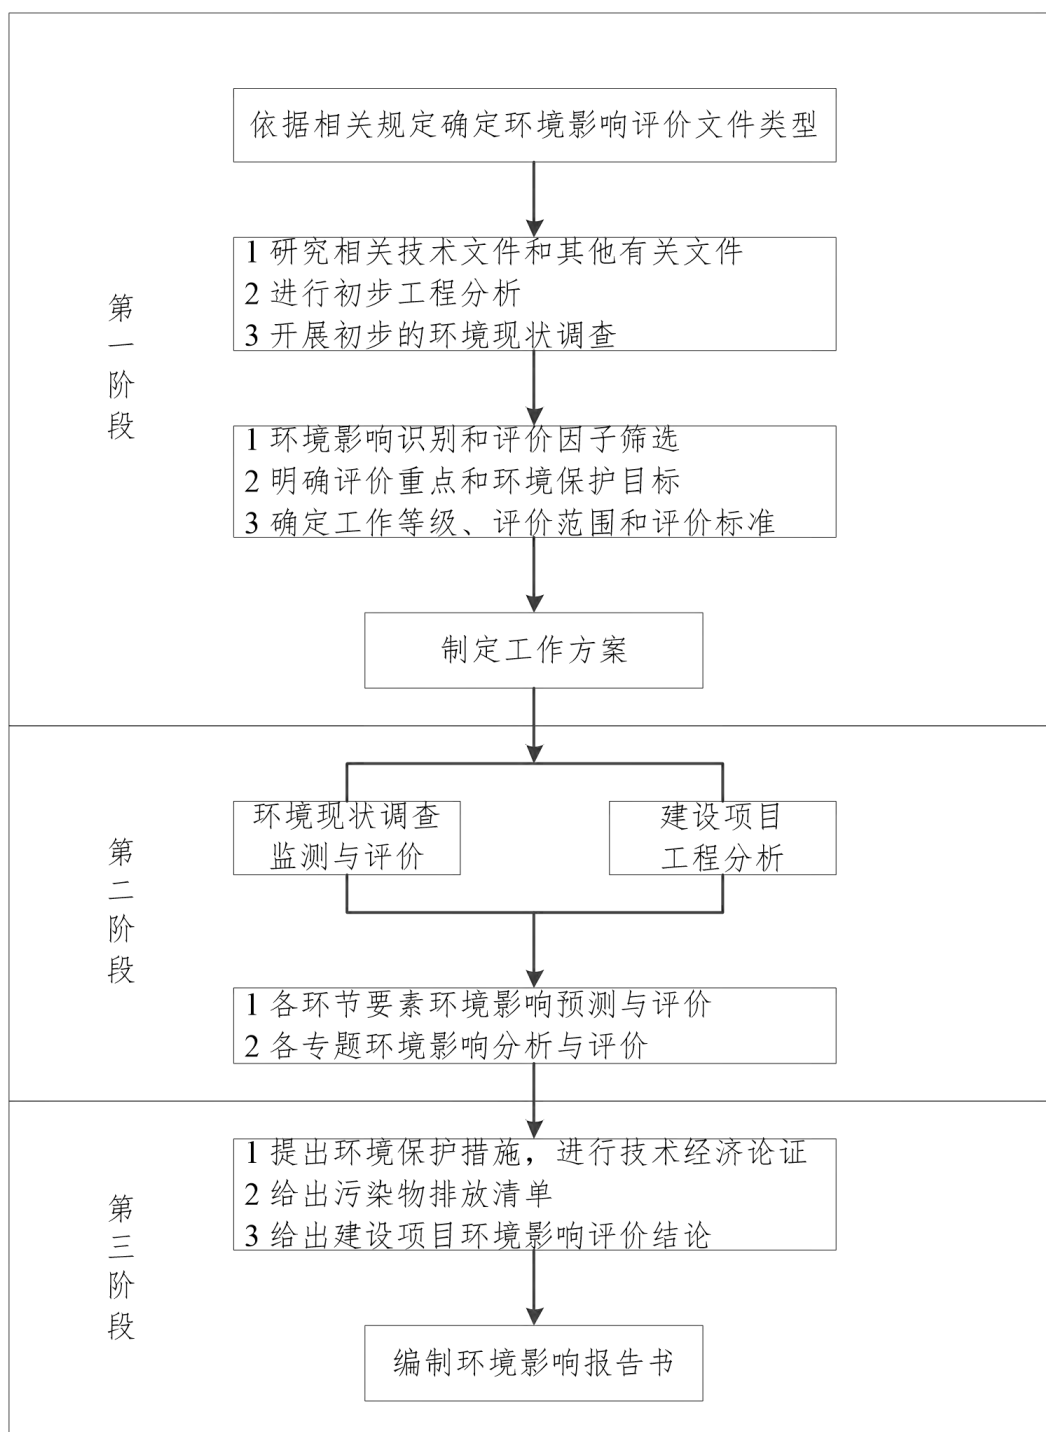 依据相关规定确定环境影响评价文件类型
1 研究相关技术文件和其他有关文件
2 进行初步工程分析
3 开展初步的环境现状调查
第一阶段
1 环境影响识别和评价因子筛选
2 明确评价重点和环境保护目标
3 确定工作等级、评价范围和评价标准
制定工作方案
环境现状调查
监测与评价
建设项目
工程分析
第二阶段
1 各环节要素环境影响预测与评价
2 各专题环境影响分析与评价
1 提出环境保护措施，进行技术经济论证
2 给出污染物排放清单
3 给出建设项目环境影响评价结论
第三阶段
编制环境影响报告书